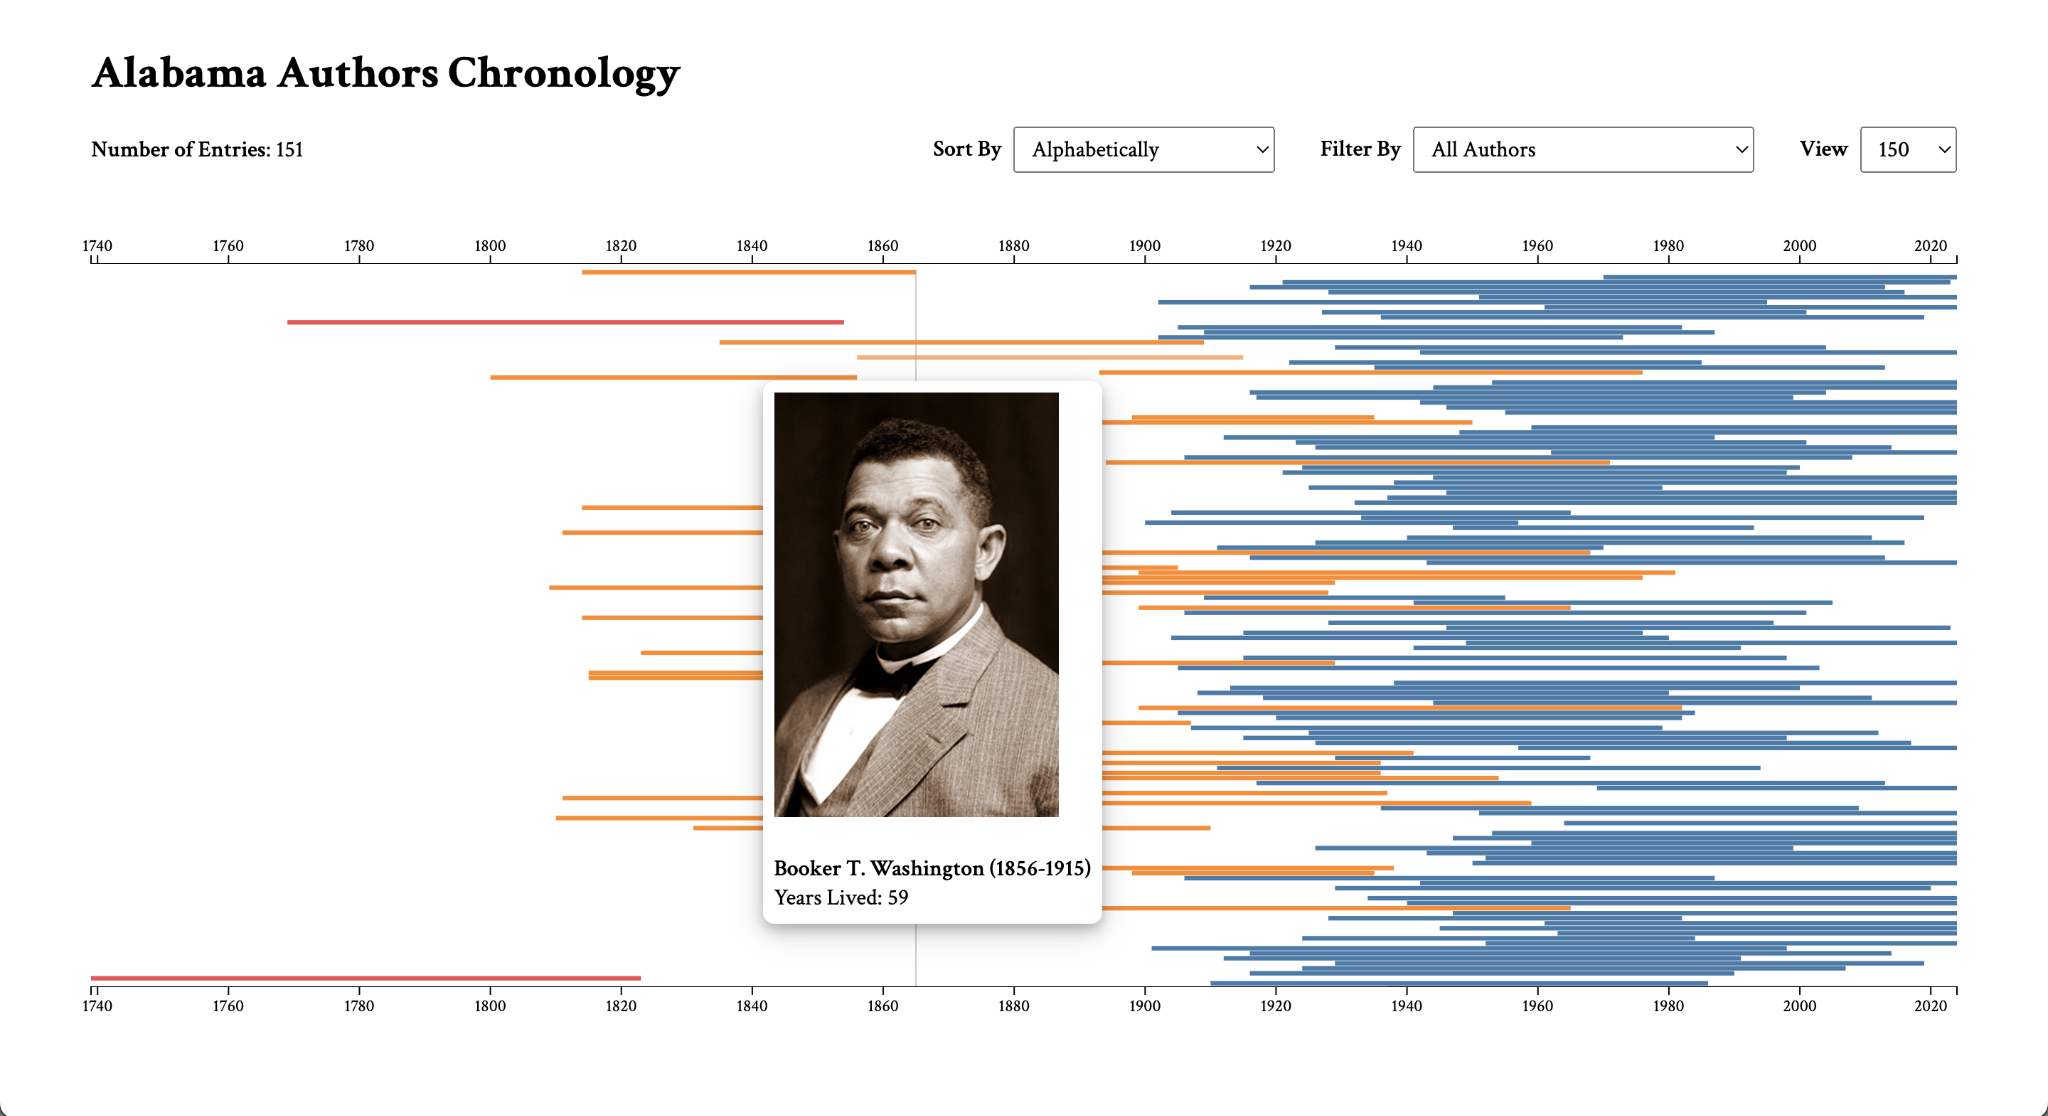 Alabama Authors Chronology
Number of Entries: 151 Sort By Alphabetically Filter By All Authors View 150
1740 1760 1780 1800 1820 1840 1860 1880 1900 1920 1940 1960 1980 2000 2020
Booker T. Washington (1856-1915)
Years Lived: 59
1740 1760 1780 1800 1820 1840 1860 1880 1900 1920 1940 1960 1980 2000 2020